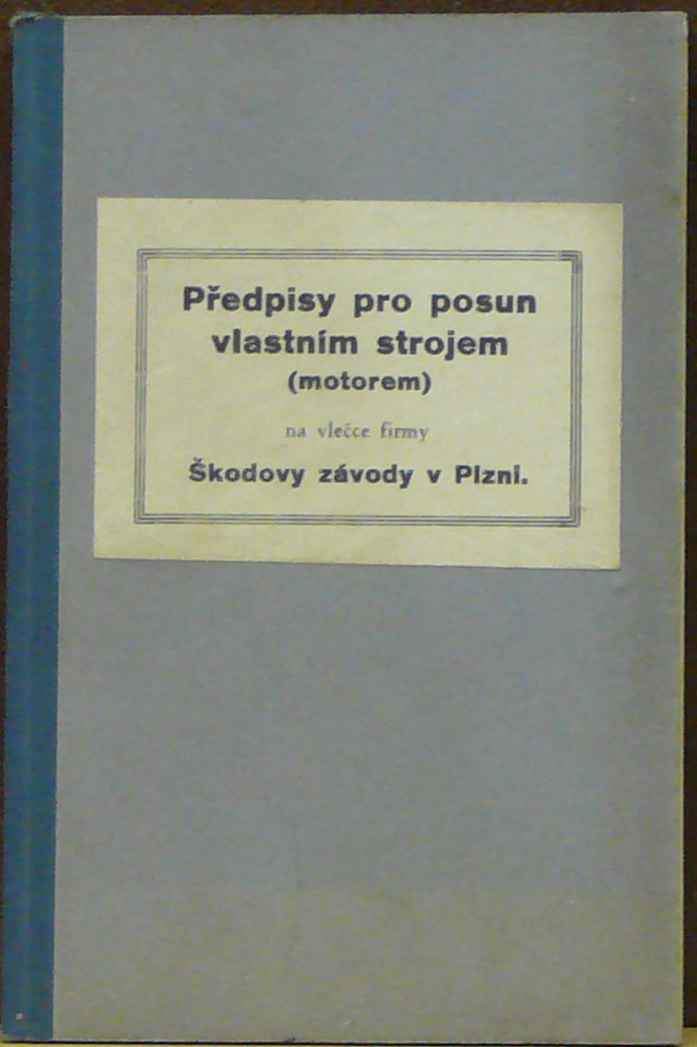 Předpisy pro posun
vlastním strojem
(motorem)
na vlečce firmy
Škodovy závody v Plzni.